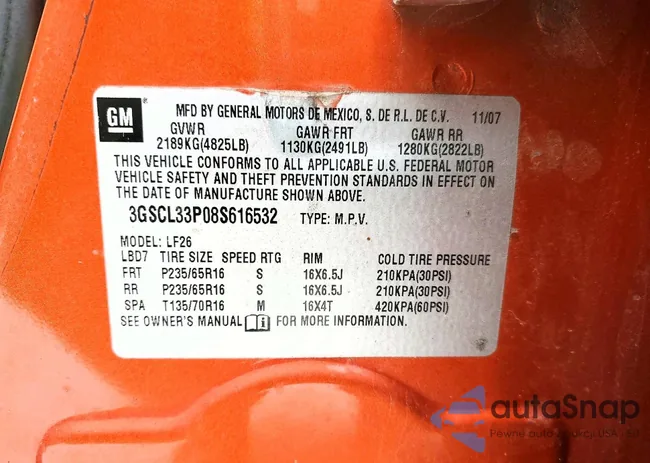 GM
MFD BY GENERAL MOTORS DE MEXICO, S. DE R.L. DE C.V. 11/07
GVWR GAWR FRT GAWR RR
2189KG(4825LB) 1130KG(2491LB) 1280KG(2822LB)
THIS VEHICLE CONFORMS TO ALL APPLICABLE U.S. FEDERAL MOTOR
VEHICLE SAFETY AND THEFT PREVENTION STANDARDS IN EFFECT ON
THE DATE OF MANUFACTURE SHOWN ABOVE.
3GSCL33P08S616532 TYPE: M.P.V.
MODEL: LF26
LBD7 TIRE SIZE SPEED RTG RIM COLD TIRE PRESSURE
FRT P235/65R16 S 16X6.5J 210KPA(30PSI)
RR P235/65R16 S 16X6.5J 210KPA(30PSI)
SPA T135/70R16 M 16X4T 420KPA(60PSI)
SEE OWNER'S MANUAL FOR MORE INFORMATION.
autaSnap